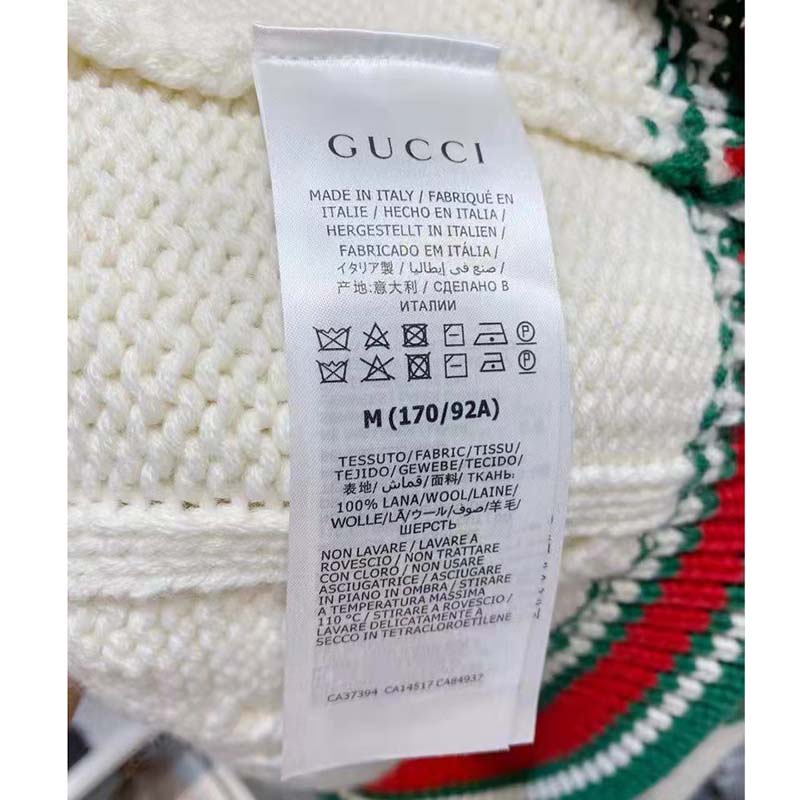 GUCCI
MADE IN ITALY / FABRIQUÉ EN
ITALIE / HECHO EN ITALIA /
HERGESTELLT IN ITALIEN /
FABRICADO EM ITÁLIA /
イタリア製 / صنع في إيطاليا /
产地:意大利 / СДЕЛАНО В
ИТАЛИИ
P
P
M (170/92A)
TESSUTO/FABRIC/TISSU/
TEJIDO/GEWEBE/TECIDO/
表地/قماش/面料/ТКАНЬ:
100% LANA/WOOL/LAINE/
WOLLE/LÃ/ウール/صوف/羊毛/
ШЕРСТЬ
NON LAVARE / LAVARE A
ROVESCIO / NON TRATTARE
CON CLORO / NON USARE
ASCIUGATRICE / ASCIUGARE
IN PIANO IN OMBRA / STIRARE
A TEMPERATURA MASSIMA
110 °C / STIRARE A ROVESCIO /
LAVARE DELICATAMENTE A
SECCO IN TETRACLOROETILENE
CA37394 CA14517 CA84937